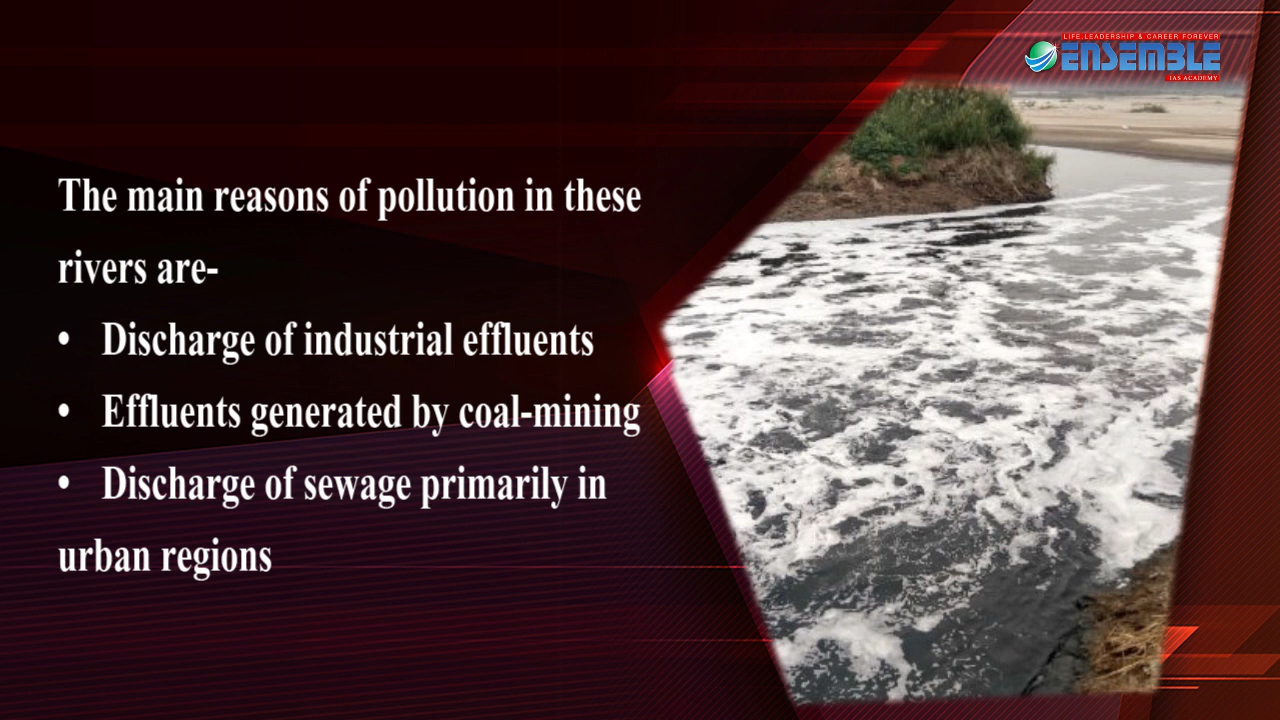 LIFE,LEADERSHIP & CAREER FOREVER
ENSEMBLE
IAS ACADEMY
The main reasons of pollution in these
rivers are-
• Discharge of industrial effluents
• Effluents generated by coal-mining
• Discharge of sewage primarily in
urban regions